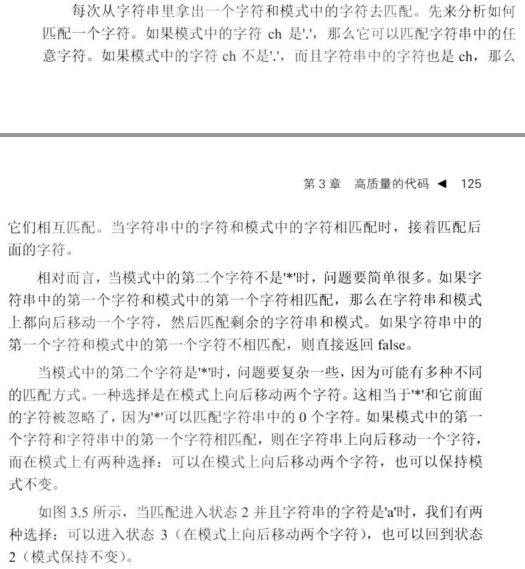 每次从字符串里拿出一个字符和模式中的字符去匹配。先来分析如何
匹配一个字符。如果模式中的字符 ch 是'.'，那么它可以匹配字符串中的任
意字符。如果模式中的字符 ch 不是'.'，而且字符串中的字符也是 ch，那么
第 3 章 高质量的代码 ◀ 125
它们相互匹配。当字符串中的字符和模式中的字符相匹配时，接着匹配后
面的字符。
相对而言，当模式中的第二个字符不是'*'时，问题要简单很多。如果字
符串中的第一个字符和模式中的第一个字符相匹配，那么在字符串和模式
上都向后移动一个字符，然后匹配剩余的字符串和模式。如果字符串中的
第一个字符和模式中的第一个字符不相匹配，则直接返回 false。
当模式中的第二个字符是'*'时，问题要复杂一些，因为可能有多种不同
的匹配方式。一种选择是在模式上向后移动两个字符。这相当于'*'和它前面
的字符被忽略了，因为'*'可以匹配字符串中的 0 个字符。如果模式中的第一
个字符和字符串中的第一个字符相匹配，则在字符串上向后移动一个字符，
而在模式上有两种选择：可以在模式上向后移动两个字符，也可以保持模
式不变。
如图 3.5 所示，当匹配进入状态 2 并且字符串的字符是'a'时，我们有两
种选择：可以进入状态 3（在模式上向后移动两个字符），也可以回到状态
2（模式保持不变）。